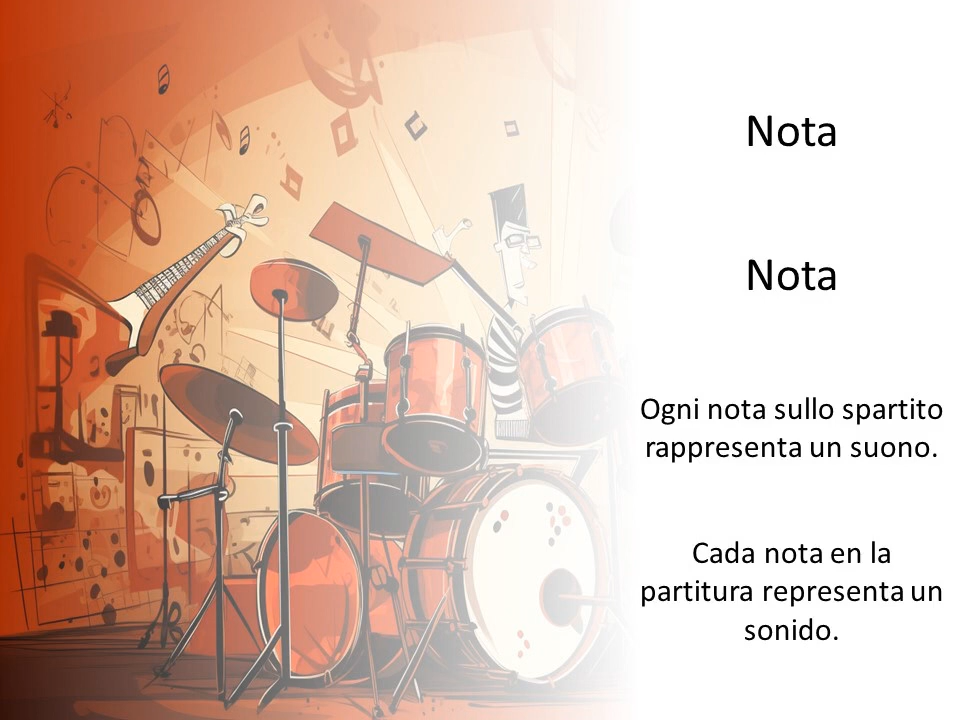 Nota
Nota
Ogni nota sullo spartito
rappresenta un suono.
Cada nota en la
partitura representa un
sonido.